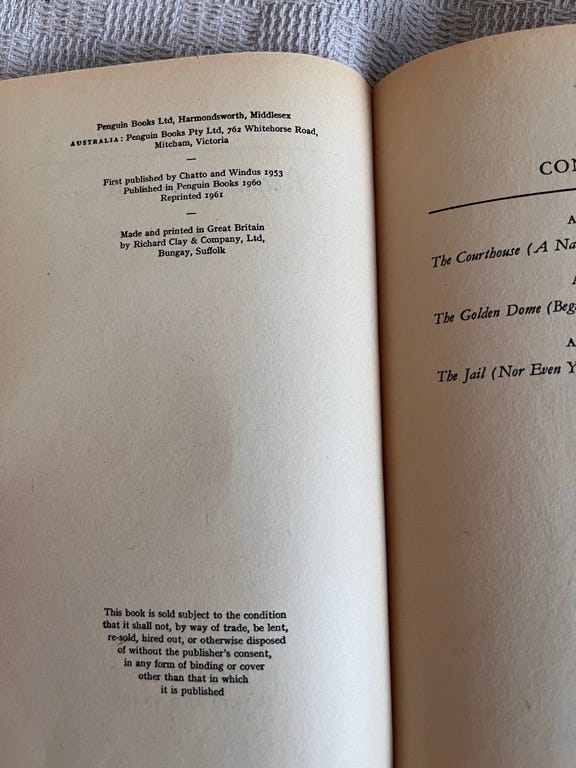 Penguin Books Ltd, Harmondsworth, Middlesex
AUSTRALIA: Penguin Books Pty Ltd, 762 Whitehorse Road,
Mitcham, Victoria
—
First published by Chatto and Windus 1953
Published in Penguin Books 1960
Reprinted 1961
—
Made and printed in Great Britain
by Richard Clay & Company, Ltd,
Bungay, Suffolk
This book is sold subject to the condition
that it shall not, by way of trade, be lent,
re-sold, hired out, or otherwise disposed
of without the publisher's consent,
in any form of binding or cover
other than that in which
it is published
CON
A
The Courthouse (A Na
A
The Golden Dome (Beg
A
The Jail (Nor Even Y